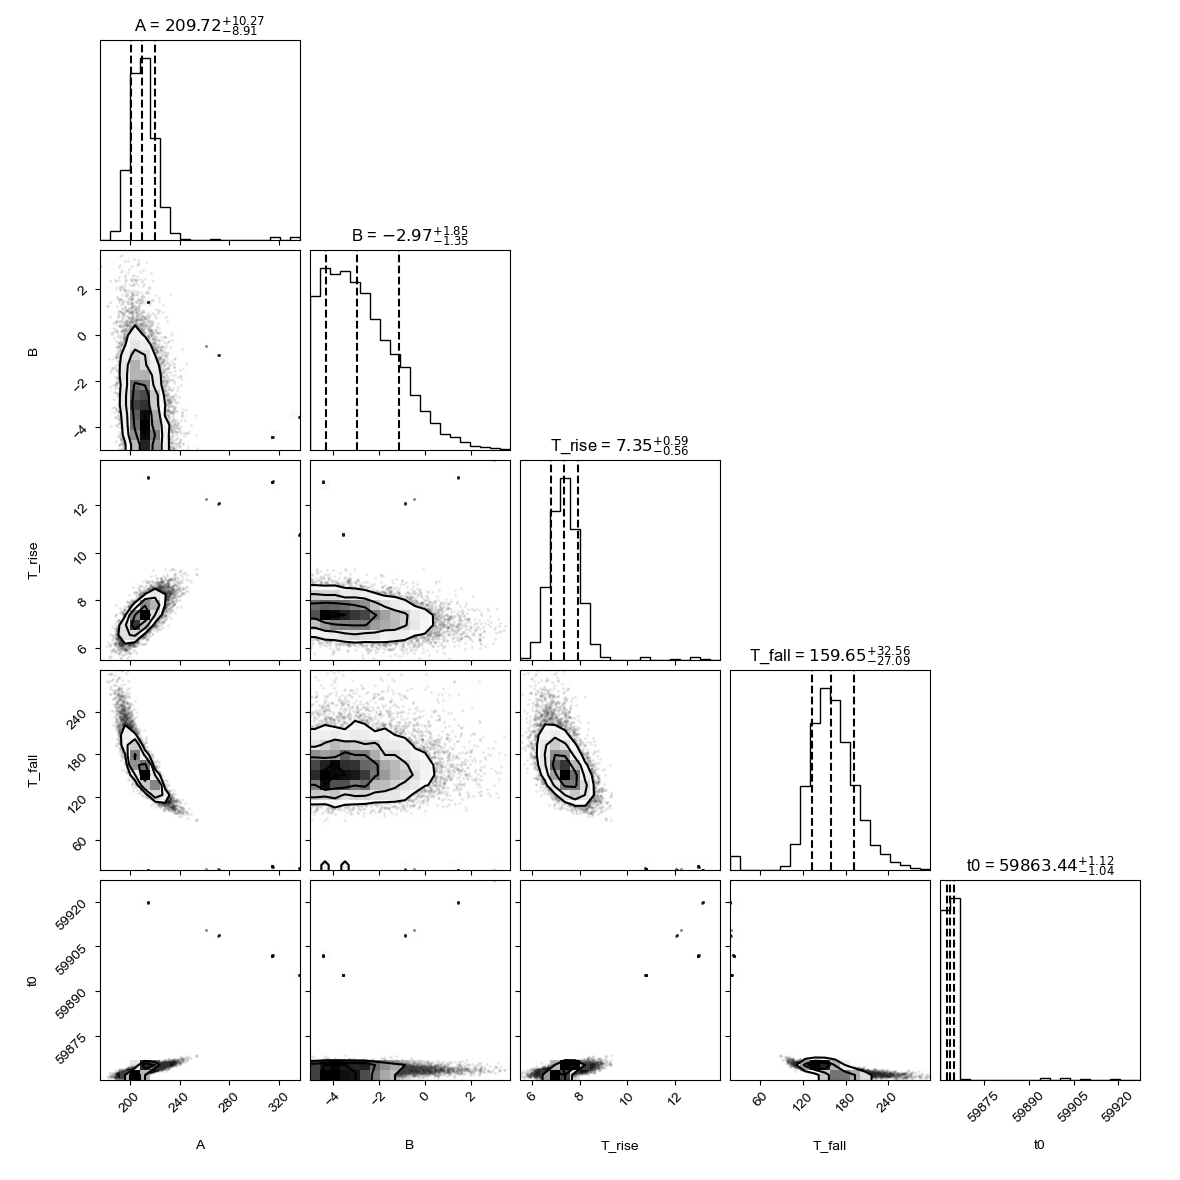 A = 209.72+10.27−8.91
B = −2.97+1.85−1.35
2
0
−2
−4
B
T_rise = 7.35+0.59−0.56
12
10
8
6
T_rise
T_fall = 159.65+32.56−27.09
240
180
120
60
T_fall
t0 = 59863.44+1.12−1.04
59920
59905
59890
59875
t0
200 240 280 320 −4 −2 0 2 6 8 10 12 60 120 180 240 59875 59890 59905 59920
A B T_rise T_fall t0